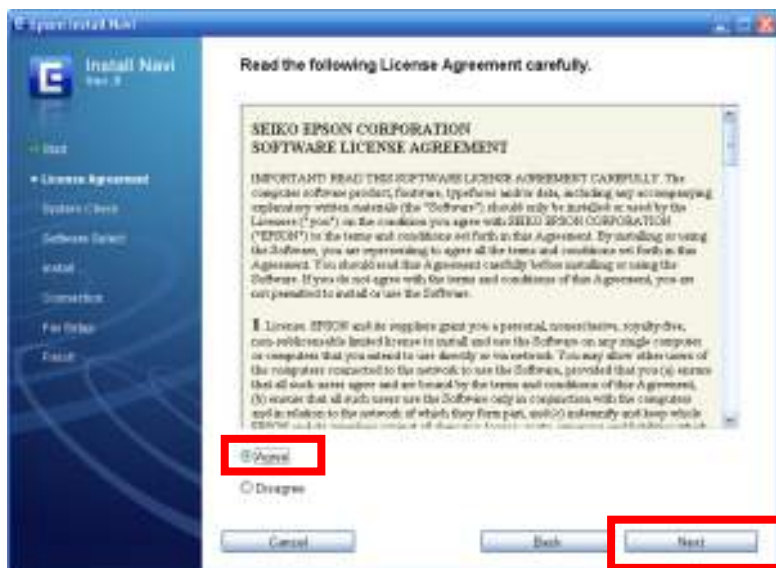 Epson Install Navi
Install Navi
Start
License Agreement
System Check
Software Select
Install
Connection
Fax Setup
Finish
Read the following License Agreement carefully.
SEIKO EPSON CORPORATION
SOFTWARE LICENSE AGREEMENT
IMPORTANT! READ THIS SOFTWARE LICENSE AGREEMENT CAREFULLY. The
computer software product, fontware, typefaces and/or data, including any accompanying
explanatory written materials (the "Software") should only be installed or used by the
Licensee ("you") on the condition you agree with SEIKO EPSON CORPORATION
("EPSON") to the terms and conditions set forth in this Agreement. By installing or using
the Software, you are representing to agree all the terms and conditions set forth in this
Agreement. You should read this Agreement carefully before installing or using the
Software. If you do not agree with the terms and conditions of this Agreement, you are
not permitted to install or use the Software.
1. License. EPSON and its suppliers grant you a personal, nonexclusive, royalty-free,
non-sublicensable limited license to install and use the Software on any single computer
or computers that you intend to use directly or via network. You may allow other users of
the computers connected to the network to use the Software, provided that you (a) ensure
that all such users agree and are bound by the terms and conditions of this Agreement,
(b) ensure that all such users use the Software only in conjunction with the computers
and in relation to the network of which they form part, and (c) indemnify and keep whole
Agree
Disagree
Cancel
Back
Next